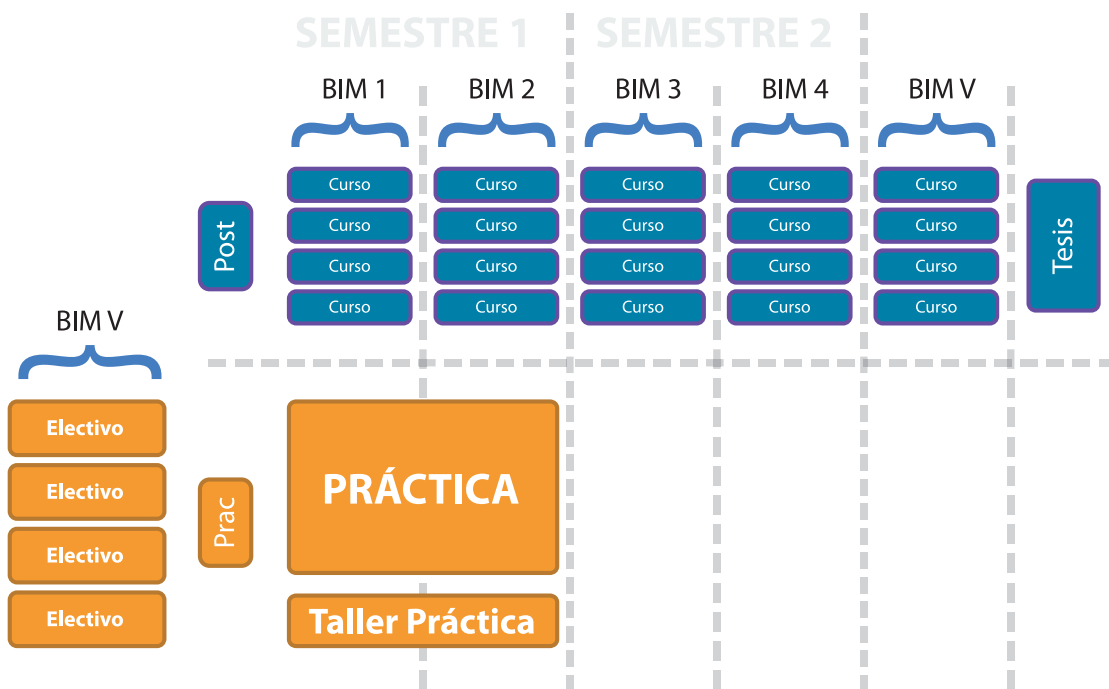 SEMESTRE 1 SEMESTRE 2
BIM 1 BIM 2 BIM 3 BIM 4 BIM V
Curso Curso Curso Curso Curso
Curso Curso Curso Curso Curso
Curso Curso Curso Curso Curso
Curso Curso Curso Curso Curso
Post
Tesis
BIM V
Electivo
Electivo
Electivo
Electivo
Prac
PRÁCTICA
Taller Práctica